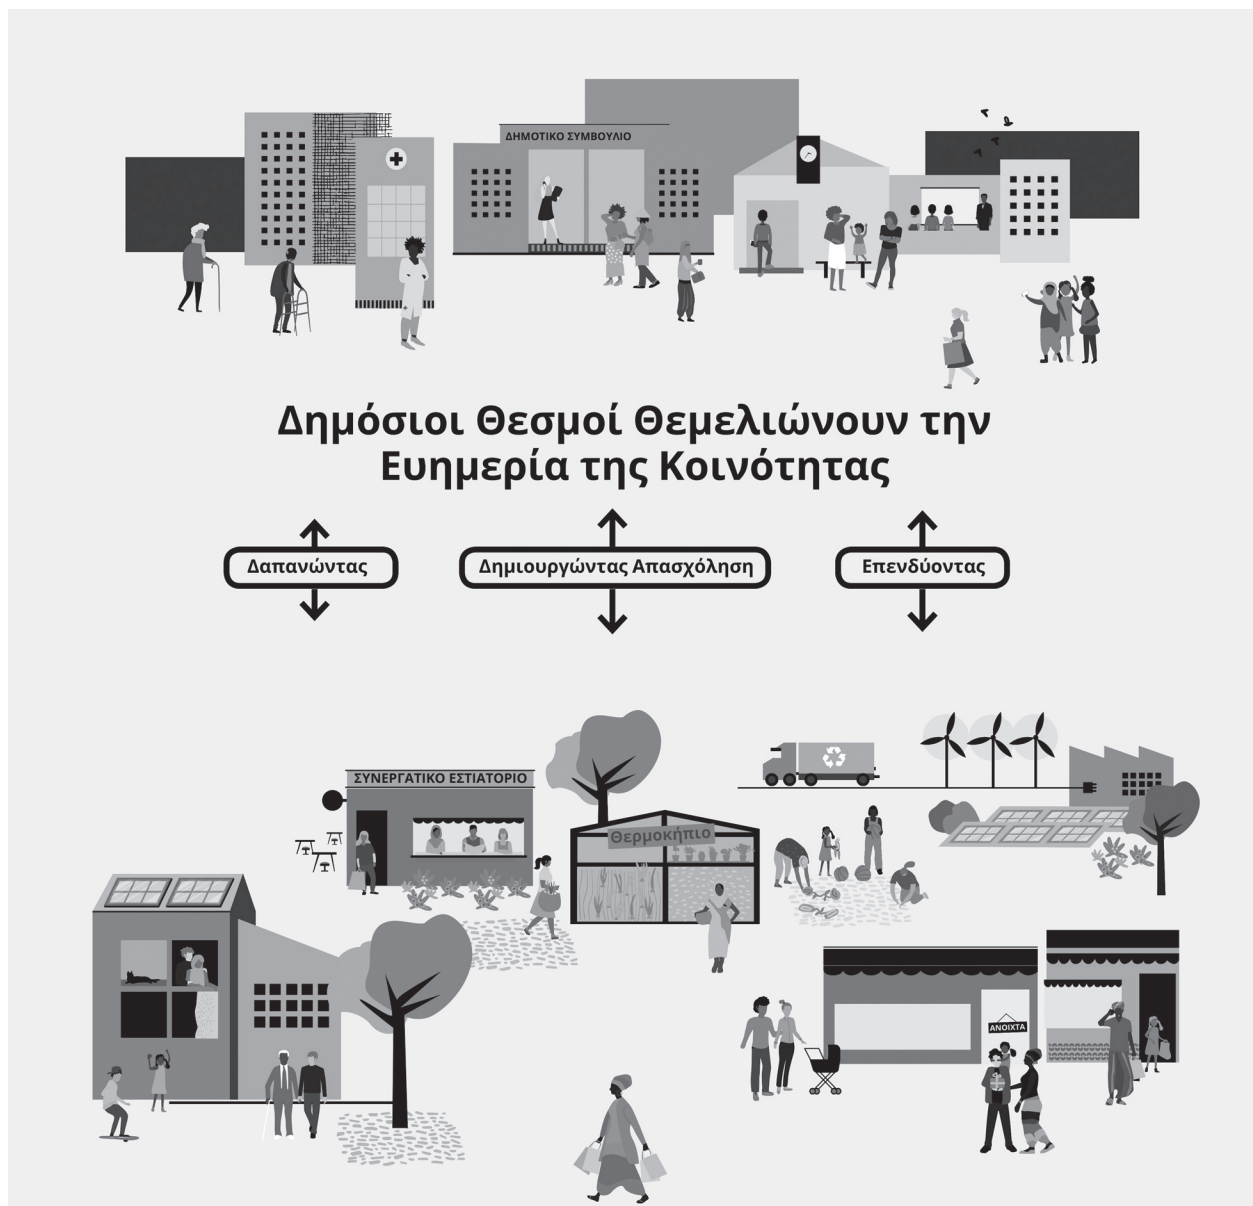 ΔΗΜΟΤΙΚΟ ΣΥΜΒΟΥΛΙΟ
Δημόσιοι Θεσμοί Θεμελιώνουν την
Ευημερία της Κοινότητας
Δαπανώντας
Δημιουργώντας Απασχόληση
Επενδύοντας
ΣΥΝΕΡΓΑΤΙΚΟ ΕΣΤΙΑΤΟΡΙΟ
Θερμοκήπιο
ΑΝΟΙΧΤΑ